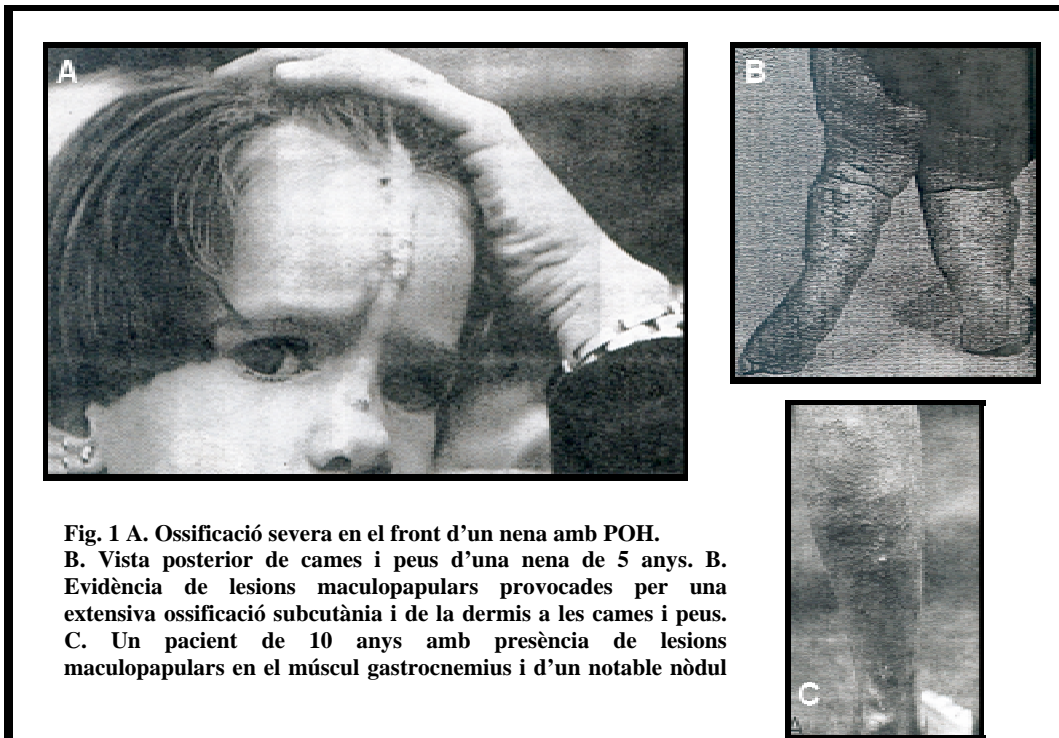 A
B
Fig. 1 A. Ossificació severa en el front d'un nena amb POH.
B. Vista posterior de cames i peus d'una nena de 5 anys. B.
Evidència de lesions maculopapulars provocades per una
extensiva ossificació subcutània i de la dermis a les cames i peus.
C. Un pacient de 10 anys amb presència de lesions
maculopapulars en el múscul gastrocnemius i d'un notable nòdul
C